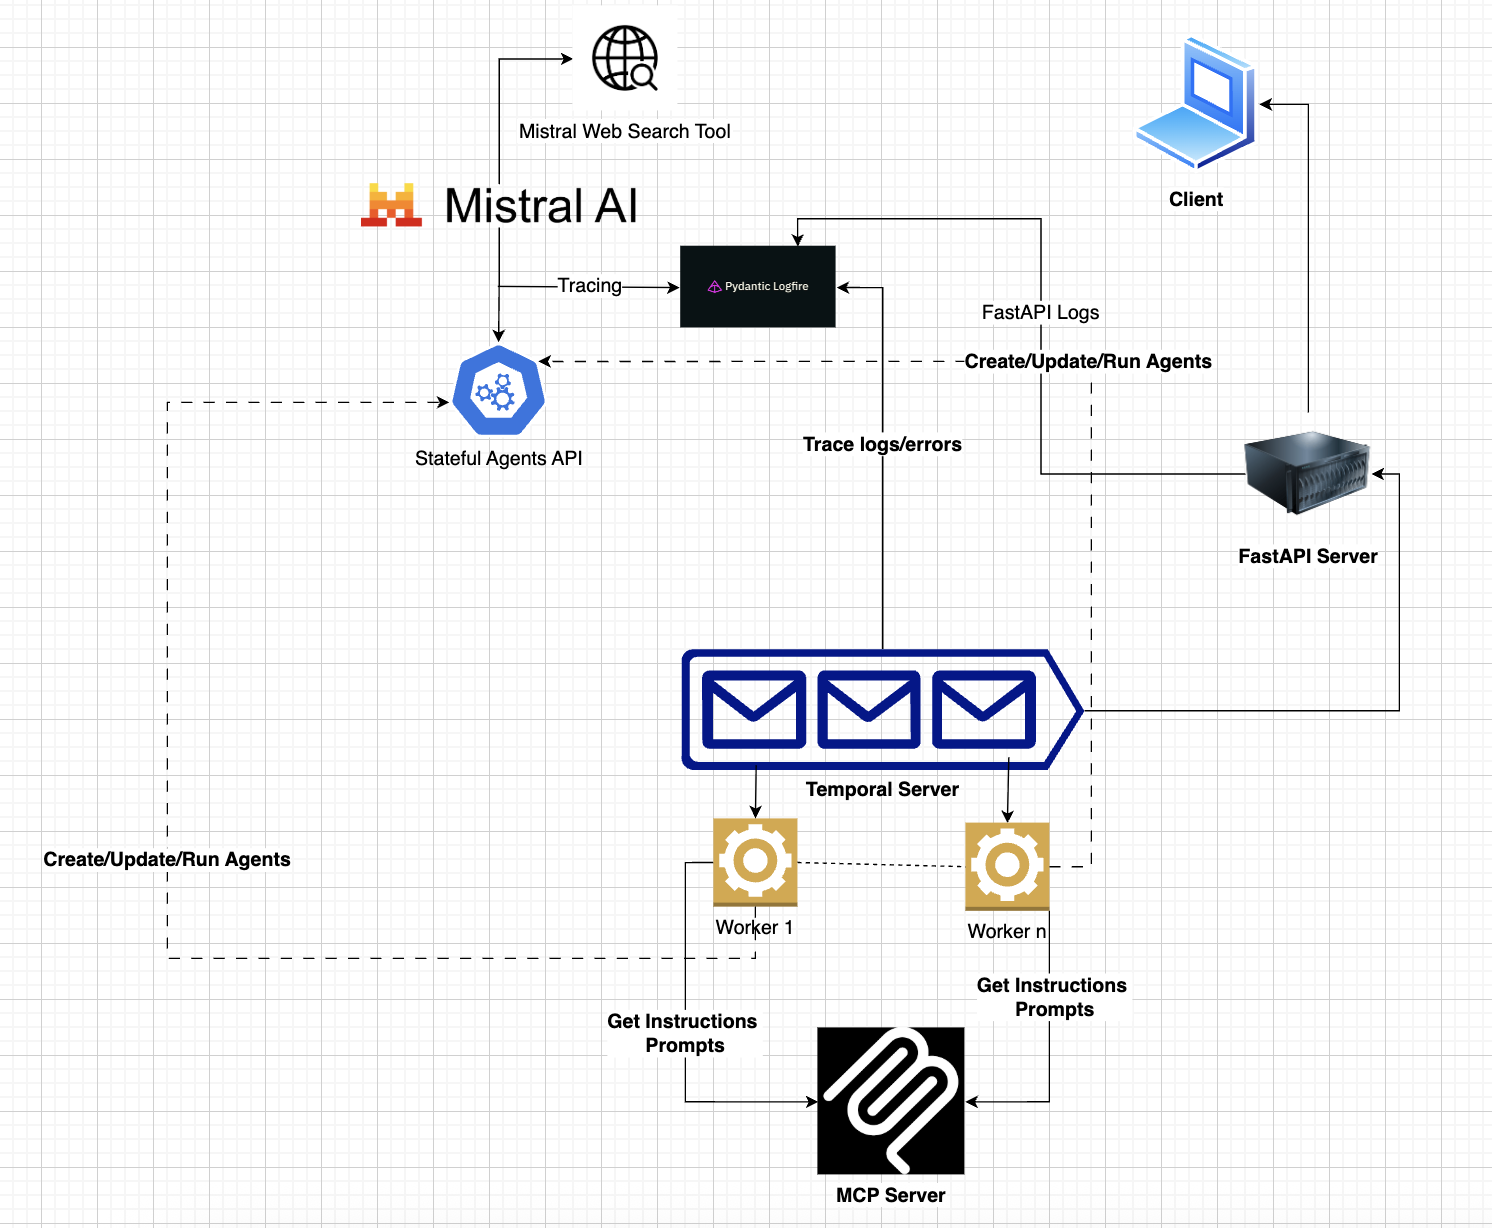 Mistral Web Search Tool
Mistral AI
Client
Tracing
Pydantic Logfire
FastAPI Logs
Create/Update/Run Agents
Trace logs/errors
Stateful Agents API
FastAPI Server
Temporal Server
Create/Update/Run Agents
Worker 1
Worker n
Get Instructions
Prompts
Get Instructions
Prompts
MCP Server